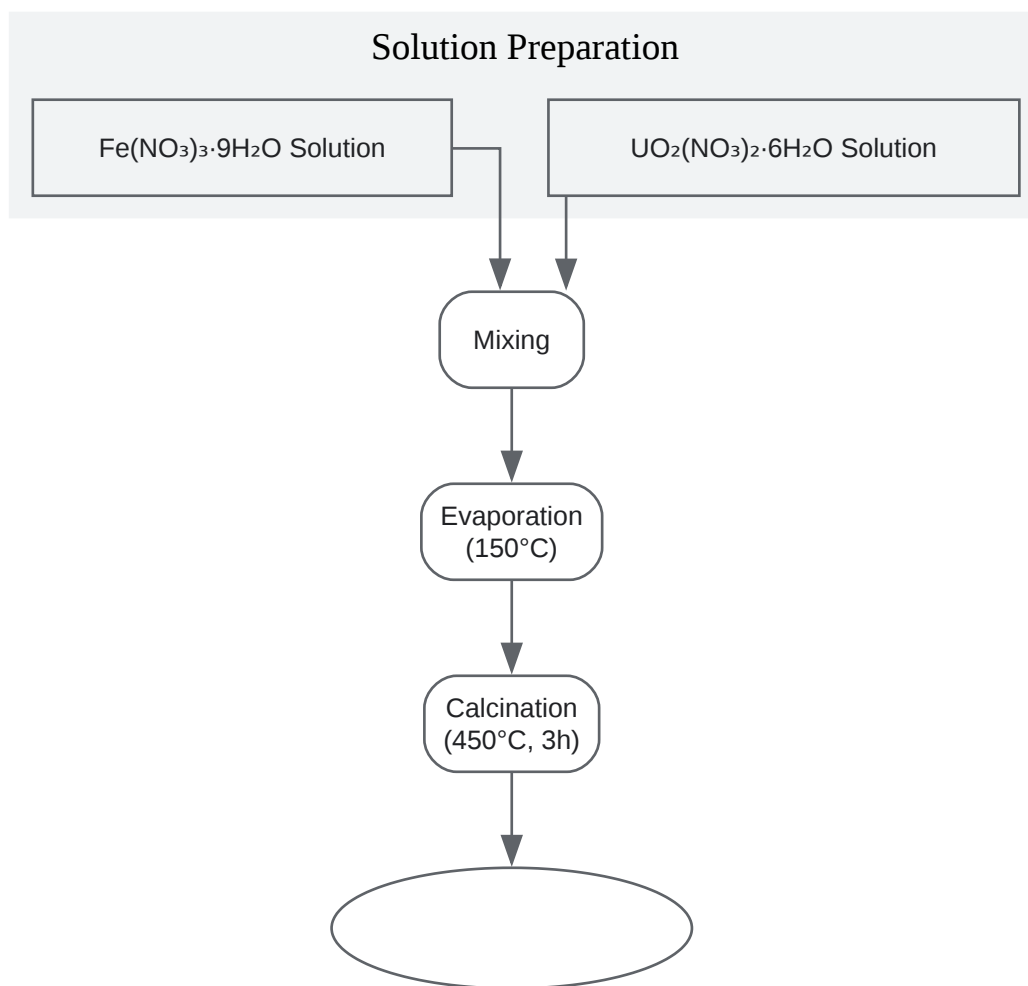 Solution Preparation
Fe(NO₃)₃·9H₂O Solution
UO₂(NO₃)₂·6H₂O Solution
Mixing
Evaporation
(150°C)
Calcination
(450°C, 3h)